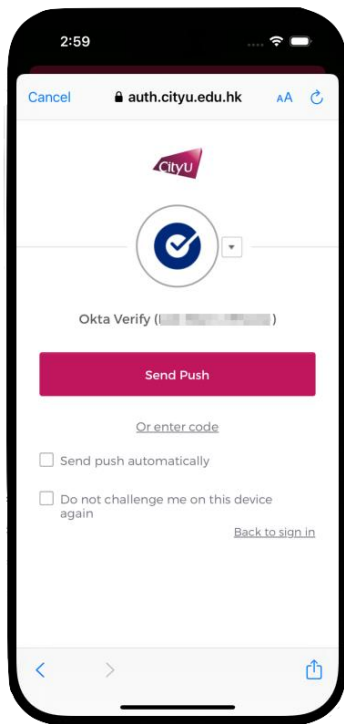 2:59
Cancel
auth.cityu.edu.hk
AA
CityU
Okta Verify ( )
Send Push
Or enter code
Send push automatically
Do not challenge me on this device
again
Back to sign in